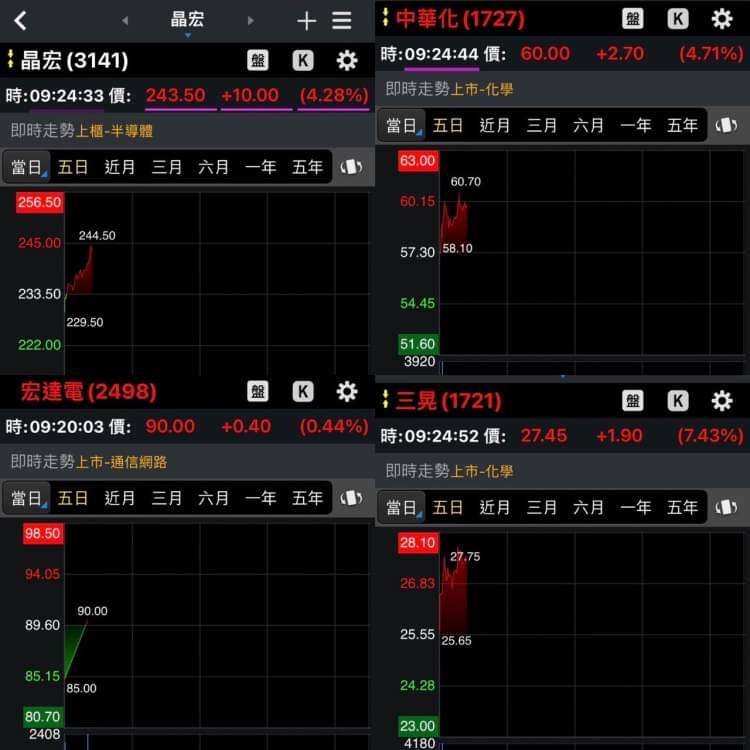 晶宏
晶宏(3141) 盤 K
時:09:24:33 價: 243.50 +10.00 (4.28%)
即時走勢上櫃-半導體
當日 五日 近月 三月 六月 一年 五年
256.50
244.50
245.00
233.50
229.50
222.00
宏達電(2498) 盤 K
時:09:20:03 價: 90.00 +0.40 (0.44%)
即時走勢上市-通信網路
當日 五日 近月 三月 六月 一年 五年
98.50
94.05
90.00
89.60
85.15
85.00
80.70
2408
中華化(1727) 盤 K
時:09:24:44 價: 60.00 +2.70 (4.71%)
即時走勢上市-化學
當日 五日 近月 三月 六月 一年 五年
63.00
60.70
60.15
58.10
57.30
54.45
51.60
3920
三晃(1721) 盤 K
時:09:24:52 價: 27.45 +1.90 (7.43%)
即時走勢上市-化學
當日 五日 近月 三月 六月 一年 五年
28.10
27.75
26.83
25.55
25.65
24.28
23.00
4180